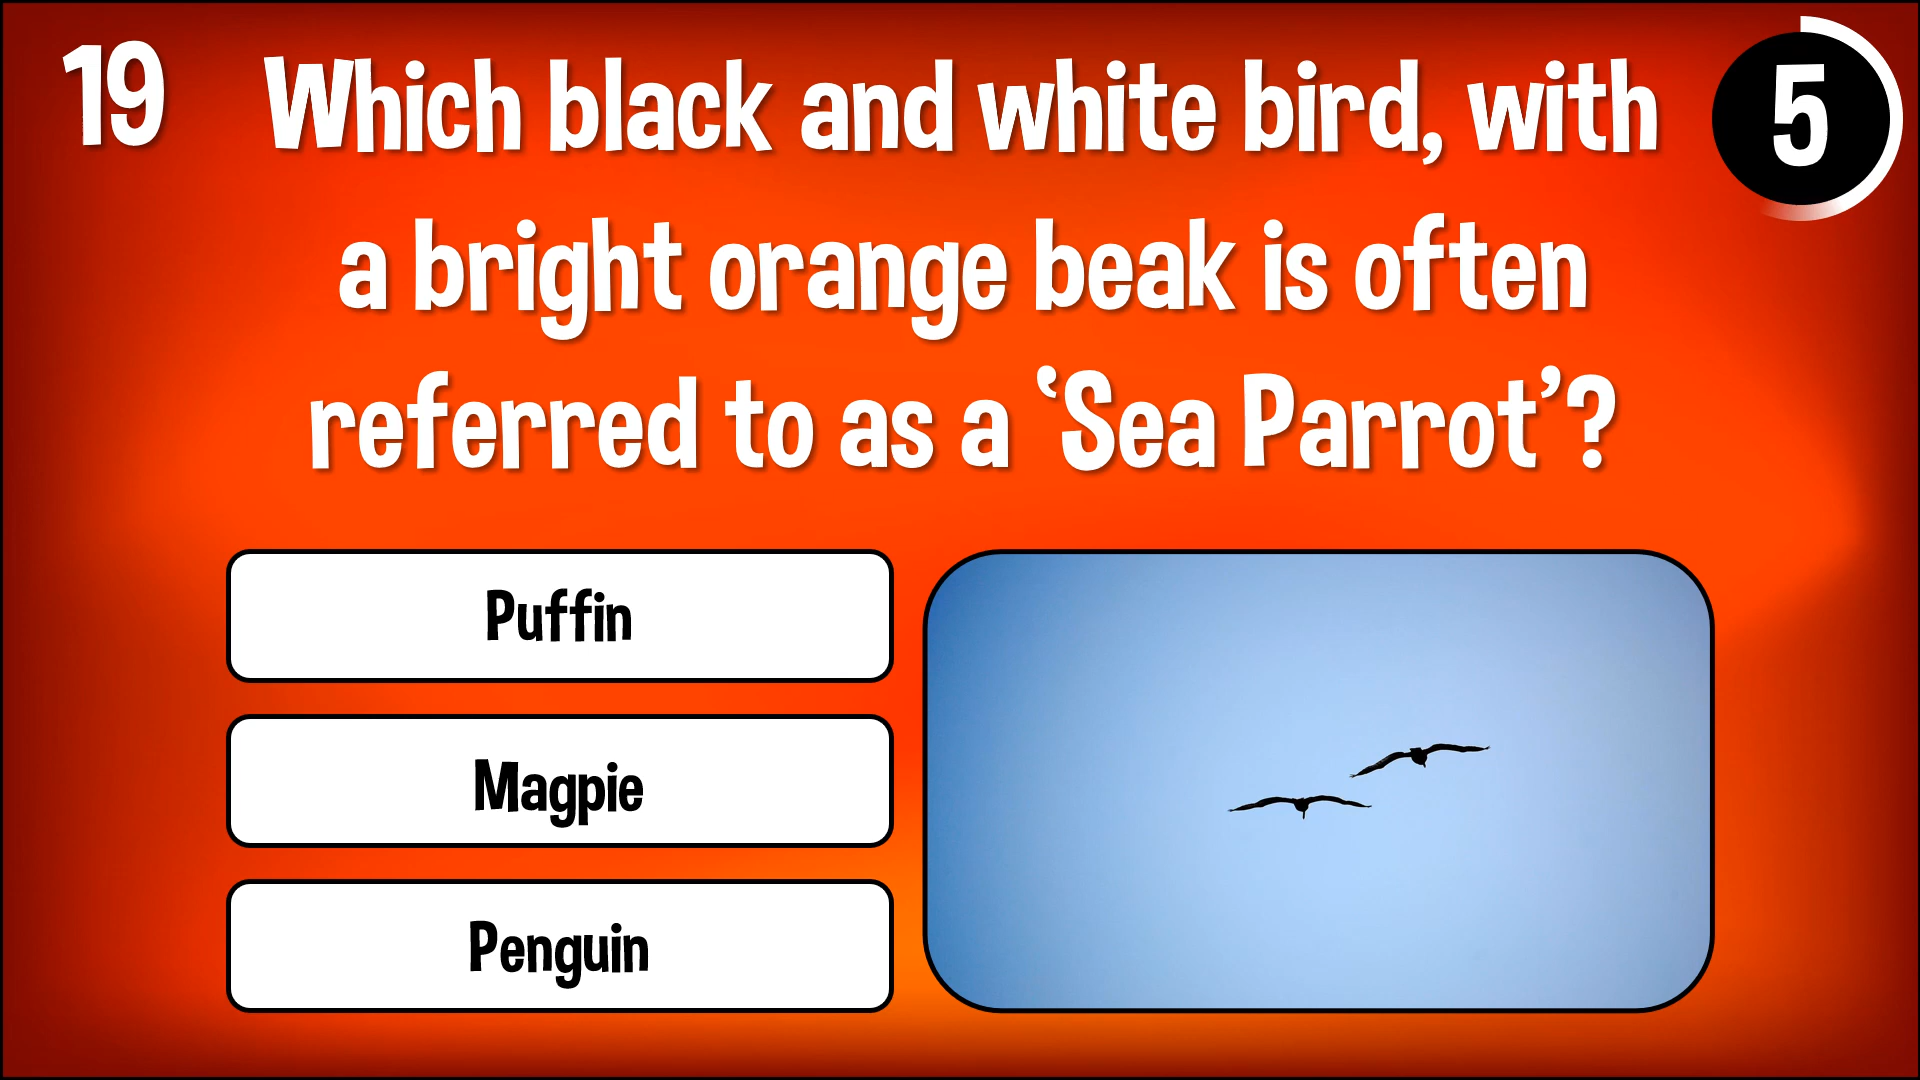 19
Which black and white bird, with
a bright orange beak is often
referred to as a ‘Sea Parrot’?
5
Puffin
Magpie
Penguin